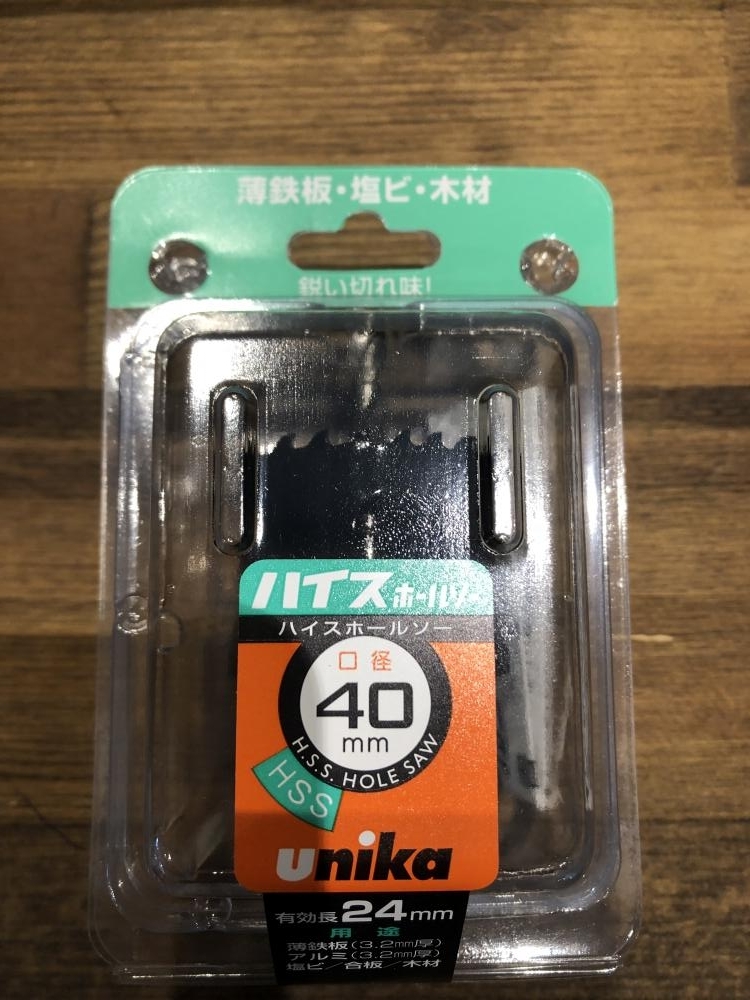 薄鉄板・塩ビ・木材
鋭い切れ味!
ハイス ホールソー
ハイスホールソー
口径
40
mm
H.S.S. HOLE SAW
HSS
unika
有効長24mm
用途
薄鉄板(3.2mm厚)
アルミ(3.2mm厚)
塩ビ/合板/木材